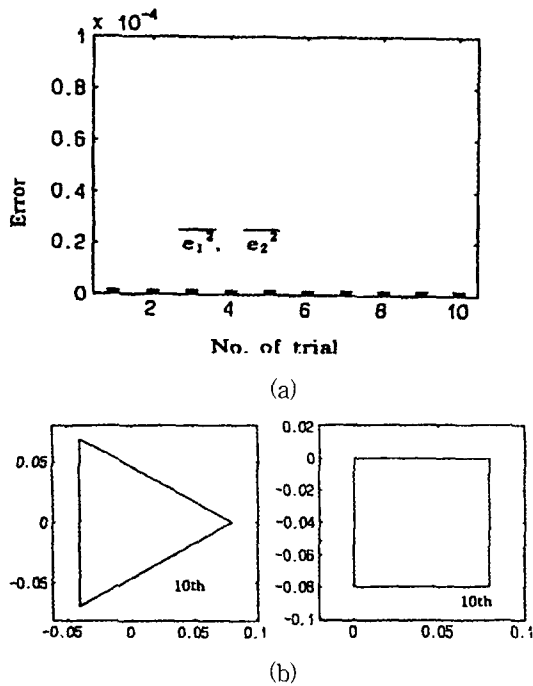 x 10⁻⁴
1
0.8
0.6
0.4
0.2
0
Error
e₁², e₂²
2 4 6 8 10
No. of trial
(a)
0.05
0
-0.05
10th
-0.05 0 0.05 0.1
0.02
0
-0.02
-0.04
-0.06
-0.08
-0.1
10th
0 0.05 0.1
(b)